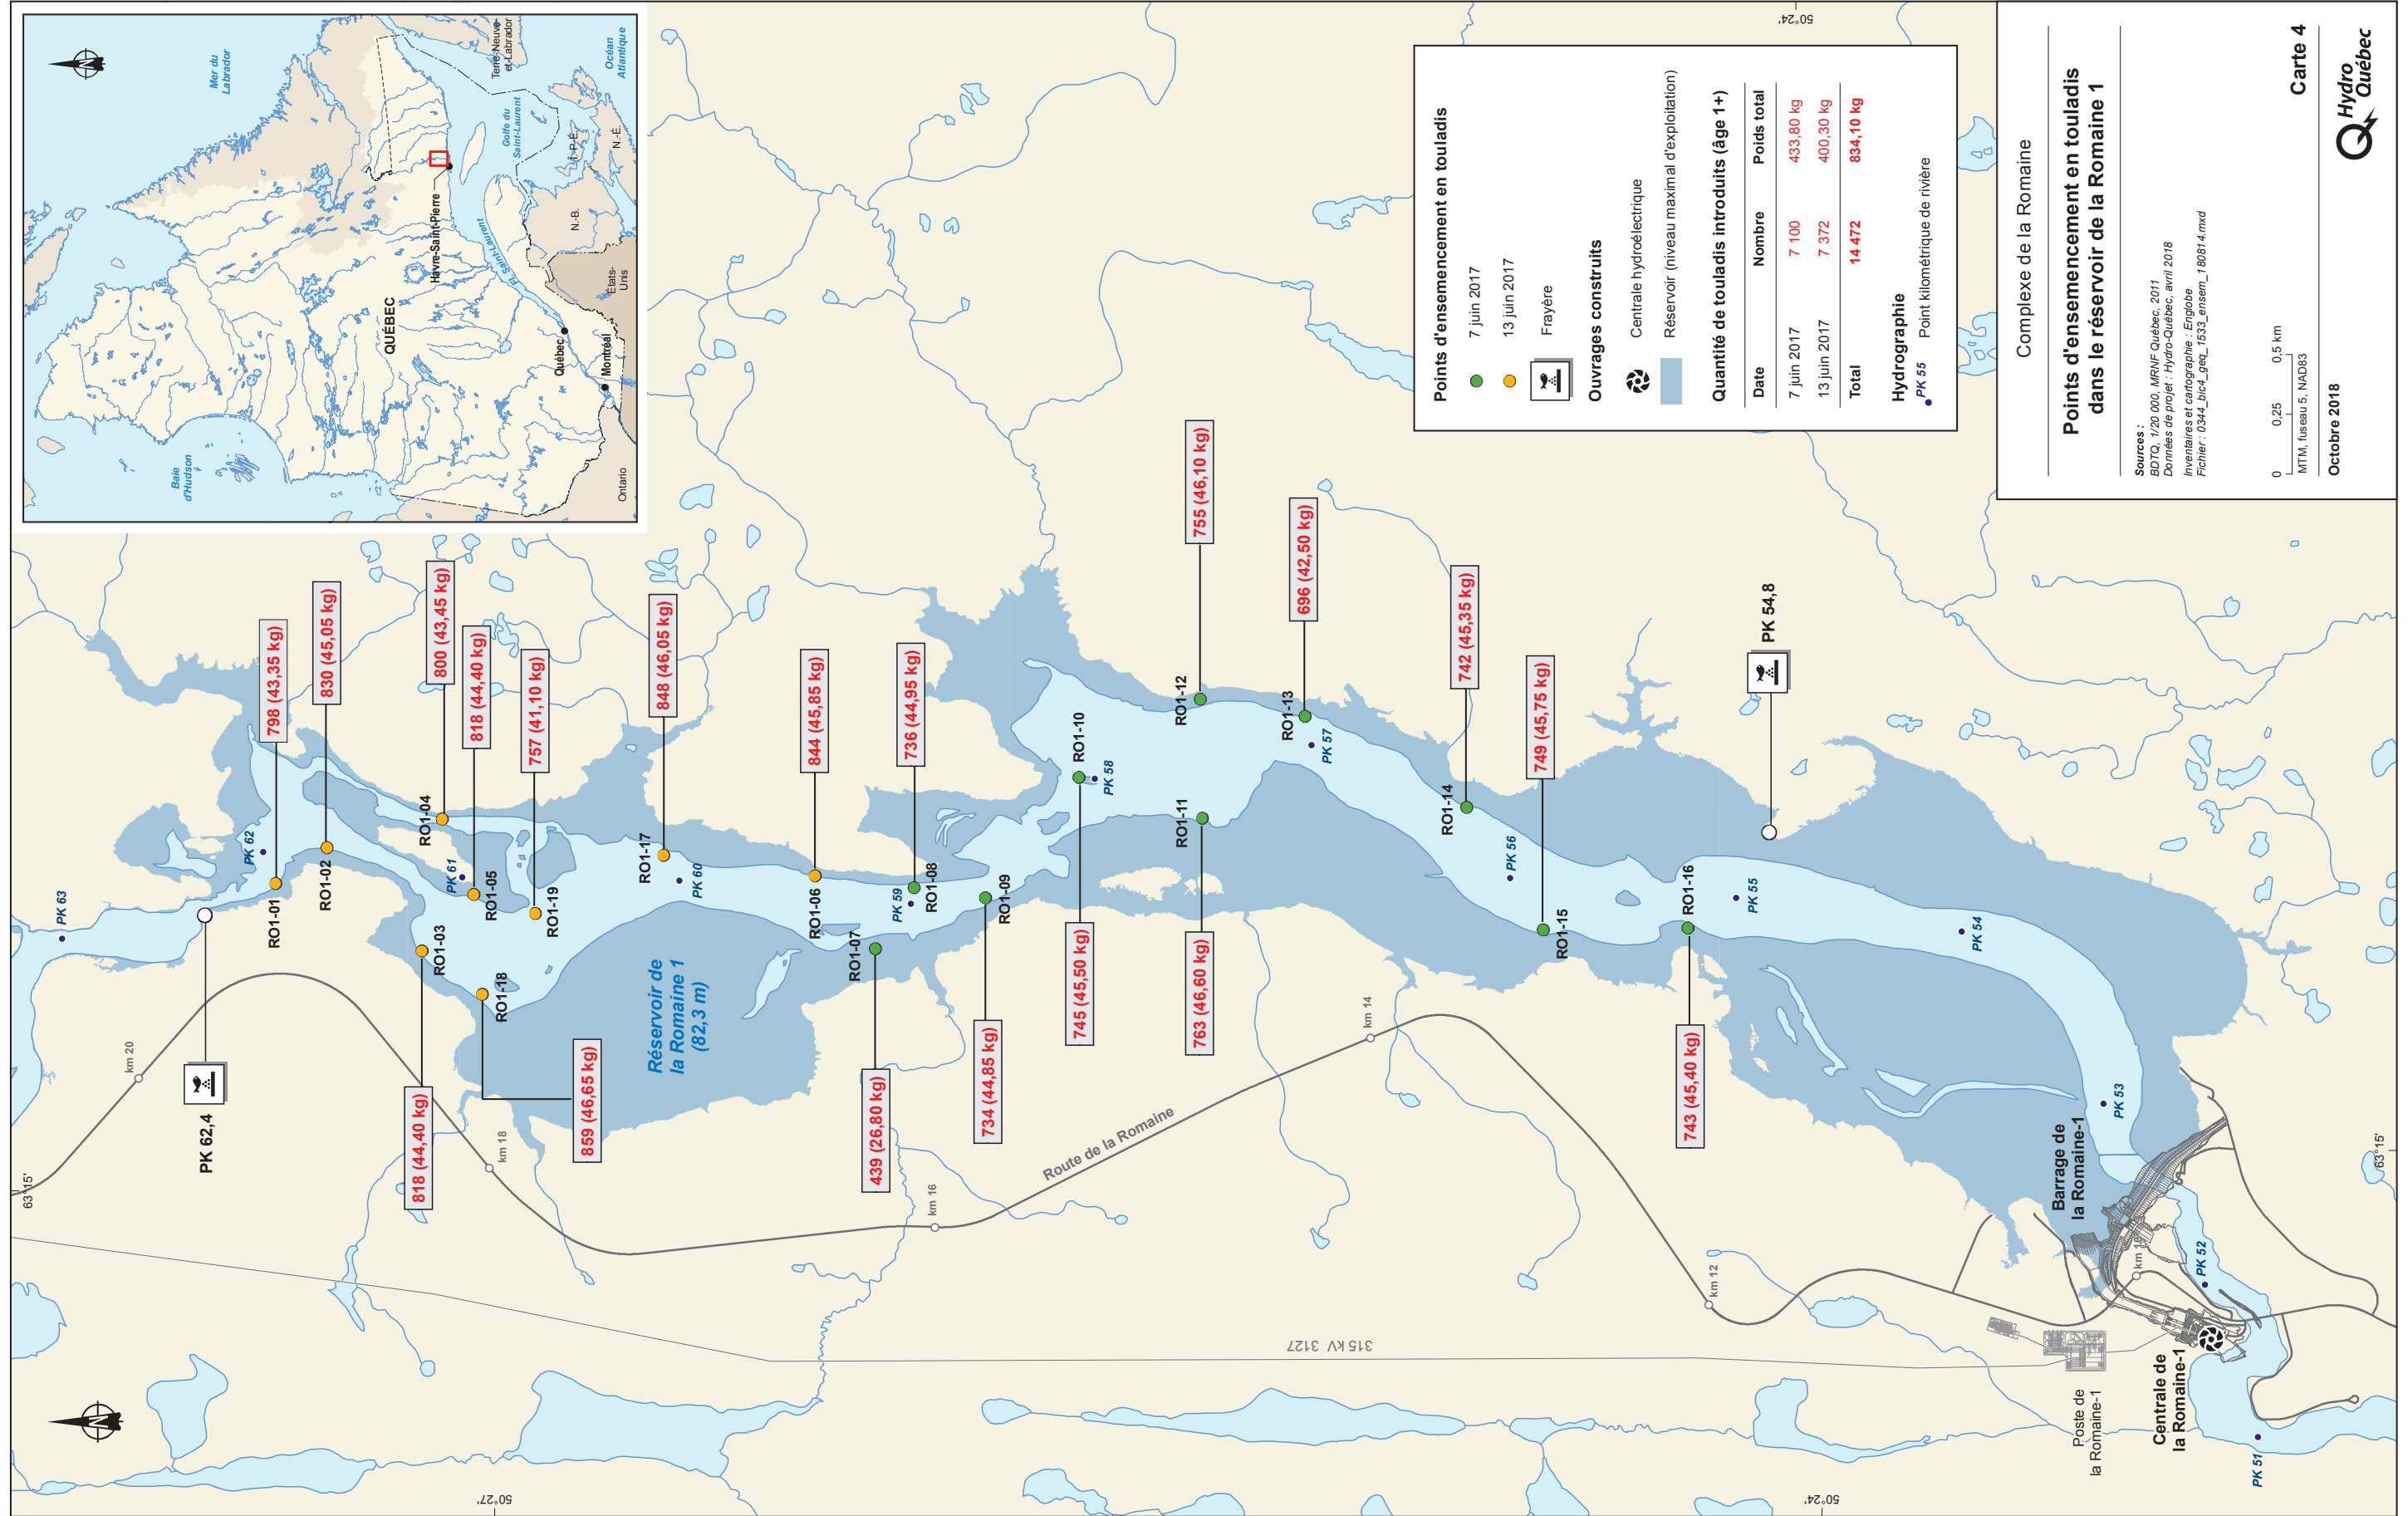 Mer du
Labrador
Terre-Neuve-
et-Labrador
Océan
Atlantique
Golfe du
Saint-Laurent
Î.-P.-É.
N.-É.
N.-B.
Havre-Saint-Pierre
Fl. Saint-Laurent
États-
Unis
QUÉBEC
Québec
Montréal
Baie
d'Hudson
Ontario
Points d'ensemencement en touladis
7 juin 2017
13 juin 2017
Frayère
Ouvrages construits
Centrale hydroélectrique
Réservoir (niveau maximal d'exploitation)
Quantité de touladis introduits (âge 1+)
Date Nombre Poids total
7 juin 2017 7 100 433,80 kg
13 juin 2017 7 372 400,30 kg
Total 14 472 834,10 kg
Hydrographie
PK 55 Point kilométrique de rivière
Complexe de la Romaine
Points d'ensemencement en touladis
dans le réservoir de la Romaine 1
Sources :
BDTQ, 1/20 000, MRNF Québec, 2011
Données de projet : Hydro-Québec, avril 2018
Inventaires et cartographie : Englobe
Fichier : 0344_bic4_geq_1533_ensem_180814.mxd
0 0,25 0,5 km
MTM, fuseau 5, NAD83
Octobre 2018
Carte 4
Hydro
Québec
63°15'
63°15'
50°27'
50°24'
50°24'
PK 63
PK 62
PK 61
PK 60
PK 59
PK 58
PK 57
PK 56
PK 55
PK 54
PK 53
PK 52
PK 51
PK 62,4
PK 54,8
RO1-01
798 (43,35 kg)
RO1-02
830 (45,05 kg)
RO1-03
818 (44,40 kg)
RO1-04
800 (43,45 kg)
RO1-05
818 (44,40 kg)
RO1-19
757 (41,10 kg)
RO1-18
859 (46,65 kg)
RO1-17
848 (46,05 kg)
RO1-06
844 (45,85 kg)
RO1-07
439 (26,80 kg)
RO1-08
736 (44,95 kg)
RO1-09
734 (44,85 kg)
RO1-10
745 (45,50 kg)
RO1-11
763 (46,60 kg)
RO1-12
755 (46,10 kg)
RO1-13
696 (42,50 kg)
RO1-14
742 (45,35 kg)
RO1-15
749 (45,75 kg)
RO1-16
743 (45,40 kg)
Réservoir de
la Romaine 1
(82,3 m)
Route de la Romaine
km 20
km 18
km 16
km 14
km 12
km 10
315 kV 3127
Barrage de
la Romaine-1
Poste de
la Romaine-1
Centrale de
la Romaine-1